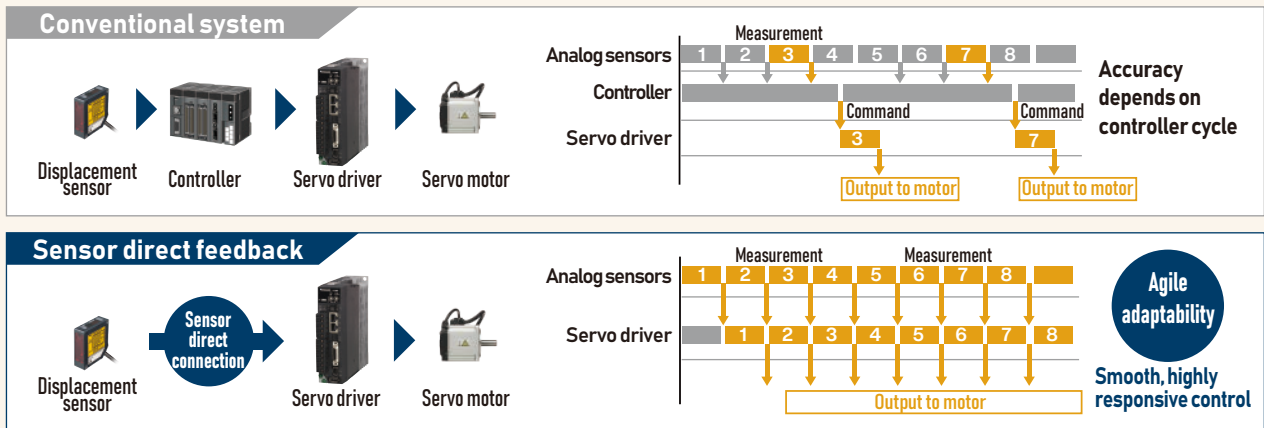 Conventional system
Measurement
Analog sensors
1 2 3 4 5 6 7 8
Controller
Command
Command
Servo driver
3
7
Output to motor
Output to motor
Accuracy
depends on
controller cycle
Displacement
sensor
Controller
Servo driver
Servo motor
Sensor direct feedback
Measurement
Measurement
Analog sensors
1 2 3 4 5 6 7 8
Servo driver
1 2 3 4 5 6 7 8
Output to motor
Agile
adaptability
Smooth, highly
responsive control
Sensor
direct
connection
Displacement
sensor
Servo driver
Servo motor